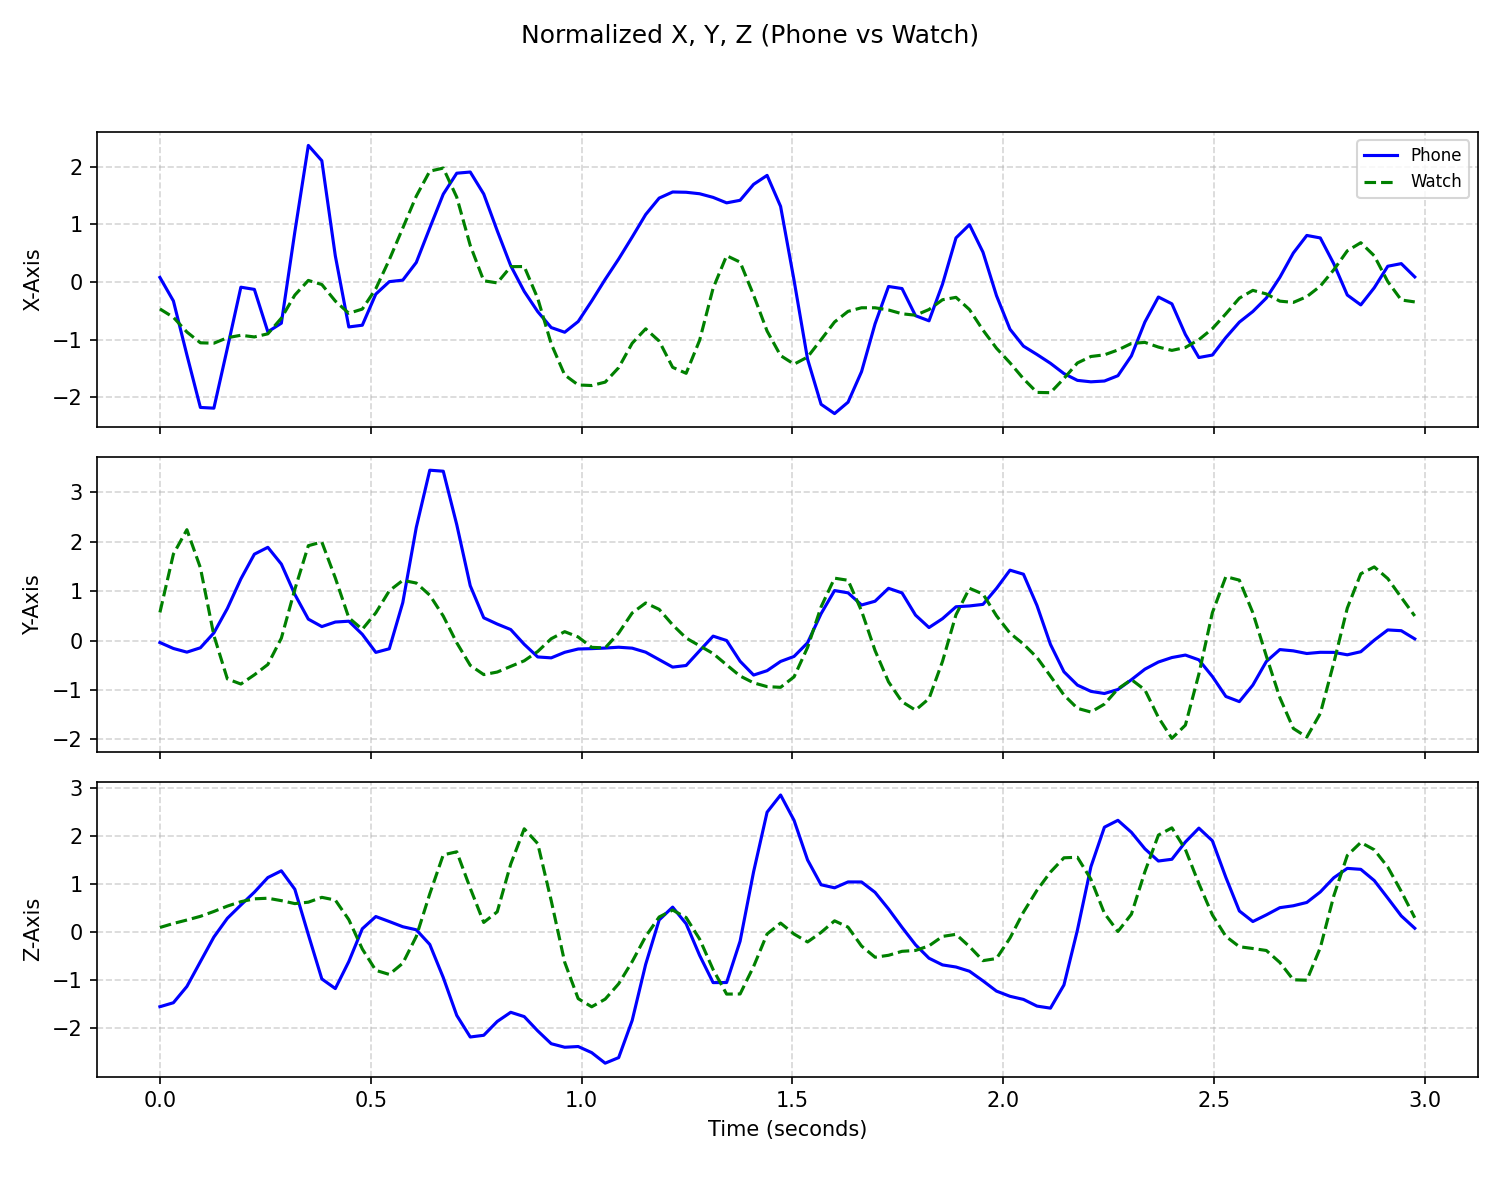 Normalized X, Y, Z (Phone vs Watch)
Phone
Watch
X-Axis
2
1
0
−1
−2
Y-Axis
3
2
1
0
−1
−2
Z-Axis
3
2
1
0
−1
−2
0.0 0.5 1.0 1.5 2.0 2.5 3.0
Time (seconds)